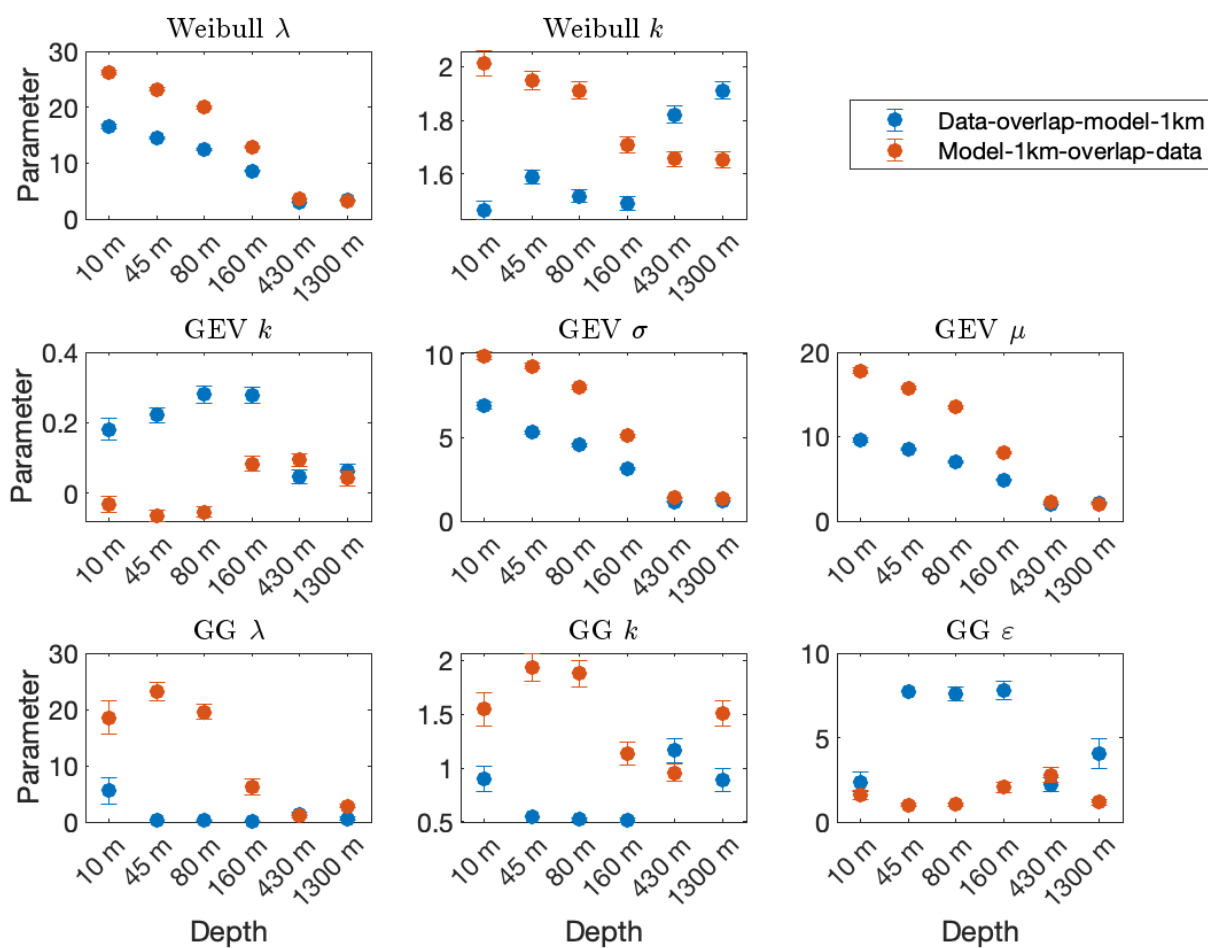 Weibull λ
Weibull k
30
20
10
0
Parameter
10 m
45 m
80 m
160 m
430 m
1300 m
2
1.8
1.6
10 m
45 m
80 m
160 m
430 m
1300 m
Data-overlap-model-1km
Model-1km-overlap-data
GEV k
GEV σ
GEV μ
0.4
0.2
0
Parameter
10 m
45 m
80 m
160 m
430 m
1300 m
10
5
0
10 m
45 m
80 m
160 m
430 m
1300 m
20
10
0
10 m
45 m
80 m
160 m
430 m
1300 m
GG λ
GG k
GG ε
30
20
10
0
Parameter
10 m
45 m
80 m
160 m
430 m
1300 m
Depth
2
1.5
1
0.5
10 m
45 m
80 m
160 m
430 m
1300 m
Depth
10
5
0
10 m
45 m
80 m
160 m
430 m
1300 m
Depth